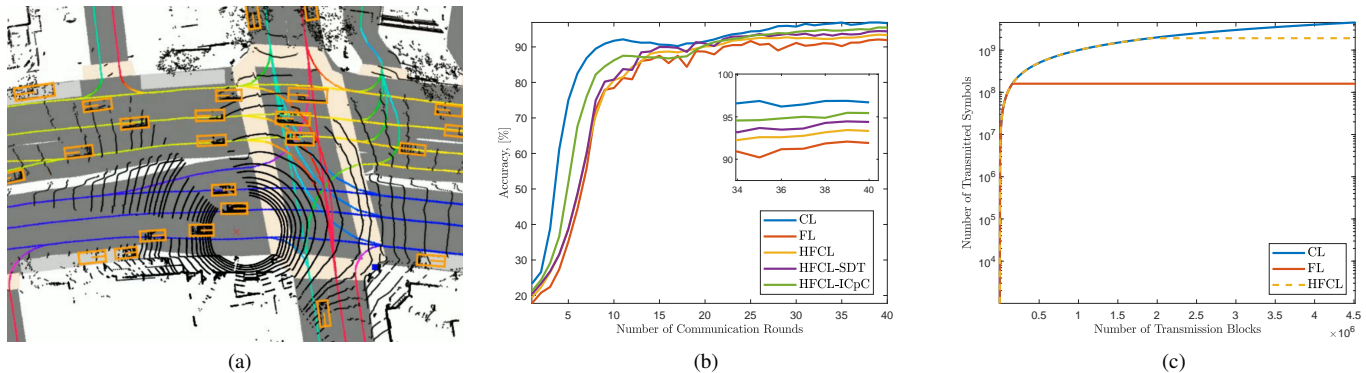 90
80
70
60
50
40
30
20
Accuracy, [%]
5
10
15
20
25
30
35
40
Number of Communication Rounds
100
95
90
34
36
38
40
CL
FL
HFCL
HFCL-SDT
HFCL-ICpC
10^9
10^8
10^7
10^6
10^5
10^4
Number of Transmitted Symbols
0.5
1
1.5
2
2.5
3
3.5
4
4.5
Number of Transmission Blocks
×10^6
CL
FL
HFCL
(a)
(b)
(c)